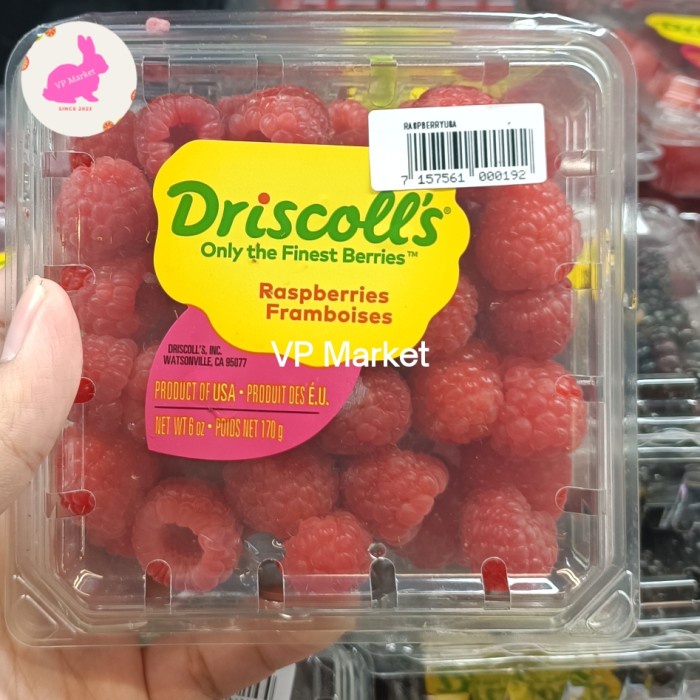 VP Market
SINCE 2023
RASPBERRYUSA
7 157561 000192
Driscoll's®
Only the Finest Berries™
Raspberries
Framboises
DRISCOLL'S, INC.
WATSONVILLE, CA 95077
VP Market
PRODUCT OF USA • PRODUIT DES É.U.
NET WT 6 oz • POIDS NET 170 g